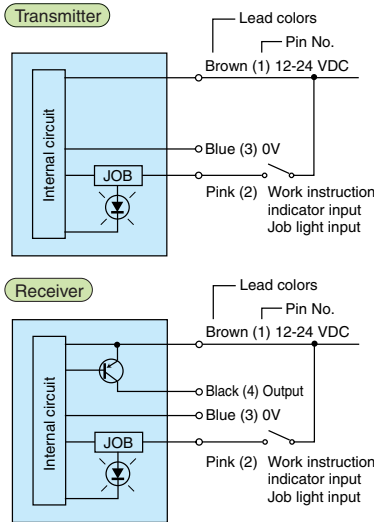 Transmitter
Lead colors
Pin No.
Brown (1) 12-24 VDC
Internal circuit
Blue (3) 0V
JOB
Pink (2) Work instruction
indicator input
Job light input
Receiver
Lead colors
Pin No.
Brown (1) 12-24 VDC
Internal circuit
Black (4) Output
Blue (3) 0V
JOB
Pink (2) Work instruction
indicator input
Job light input